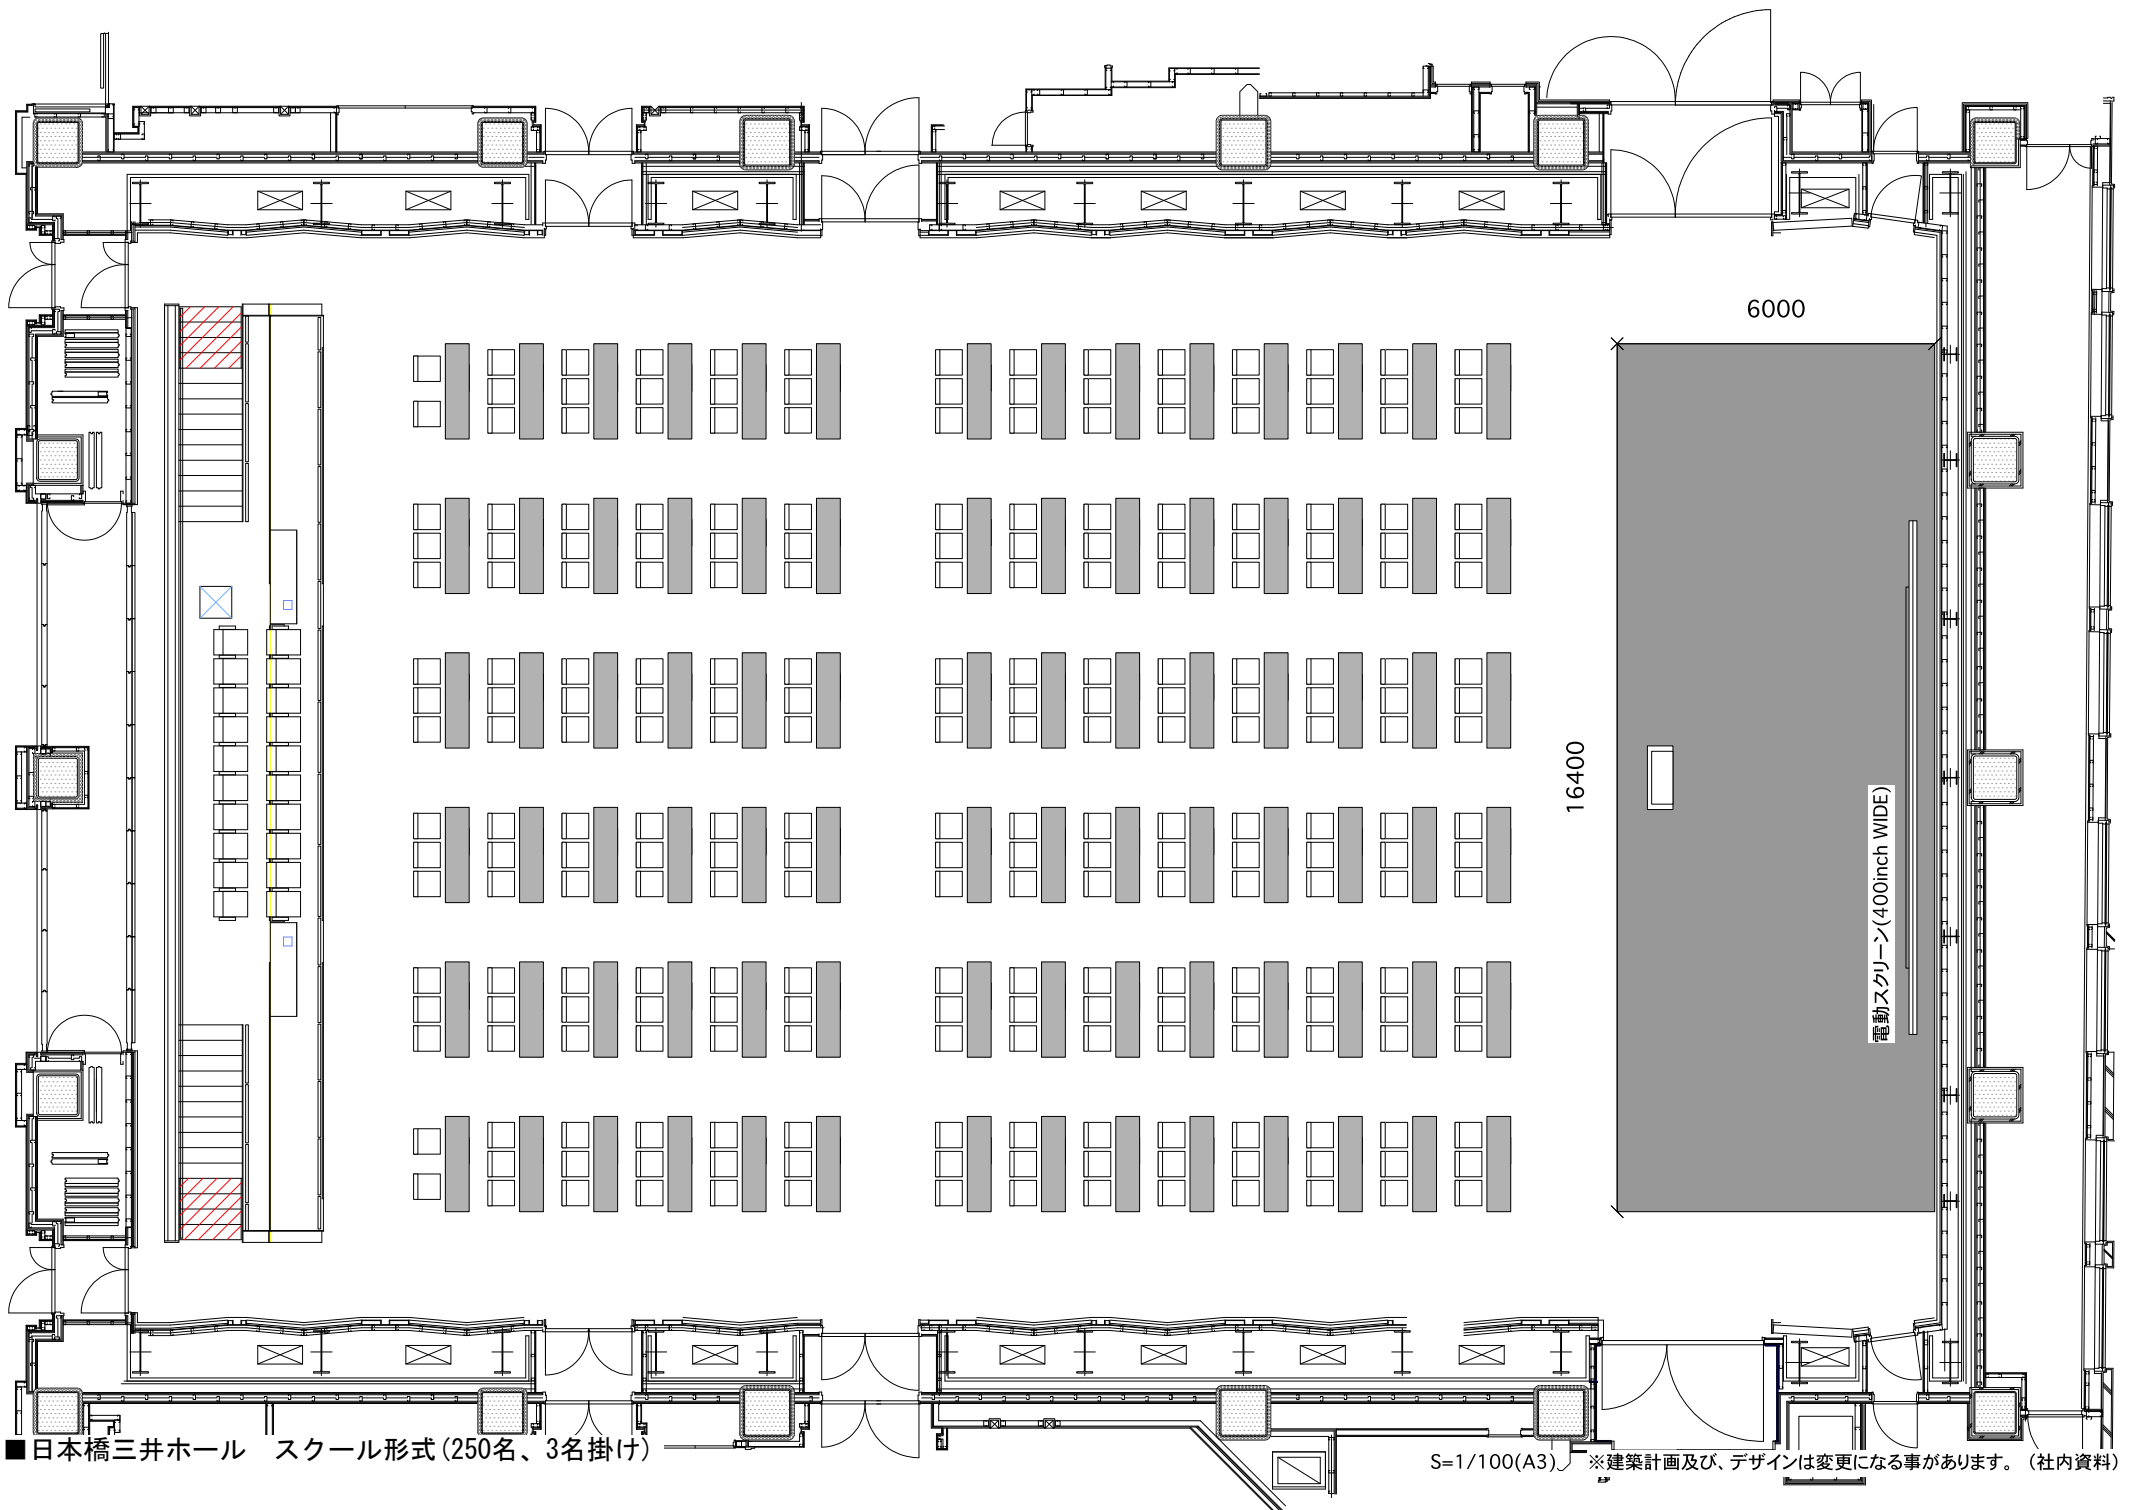 6000
16400
電動スクリーン(400inch WIDE)
■日本橋三井ホール　スクール形式(250名、3名掛け)
S=1/100(A3)
※建築計画及び、デザインは変更になる事があります。（社内資料）